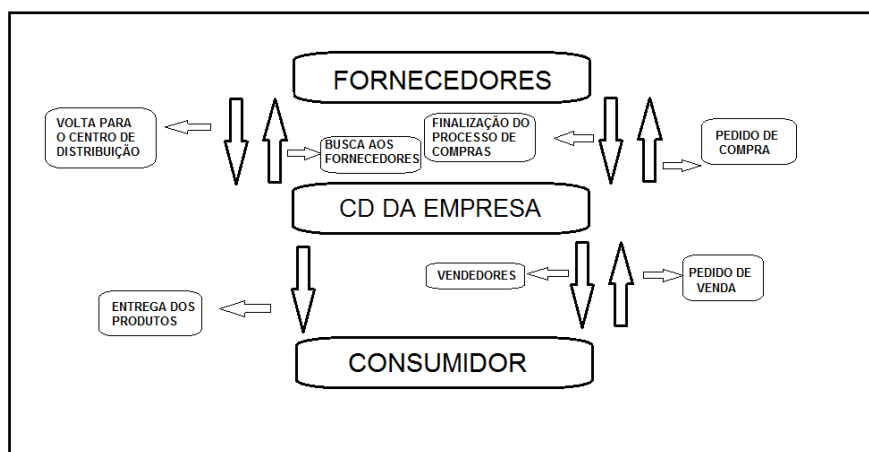 FORNECEDORES
VOLTA PARA
O CENTRO DE
DISTRIBUIÇÃO
BUSCA AOS
FORNECEDORES
FINALIZAÇÃO DO
PROCESSO DE
COMPRAS
PEDIDO DE
COMPRA
CD DA EMPRESA
ENTREGA DOS
PRODUTOS
VENDEDORES
PEDIDO DE
VENDA
CONSUMIDOR